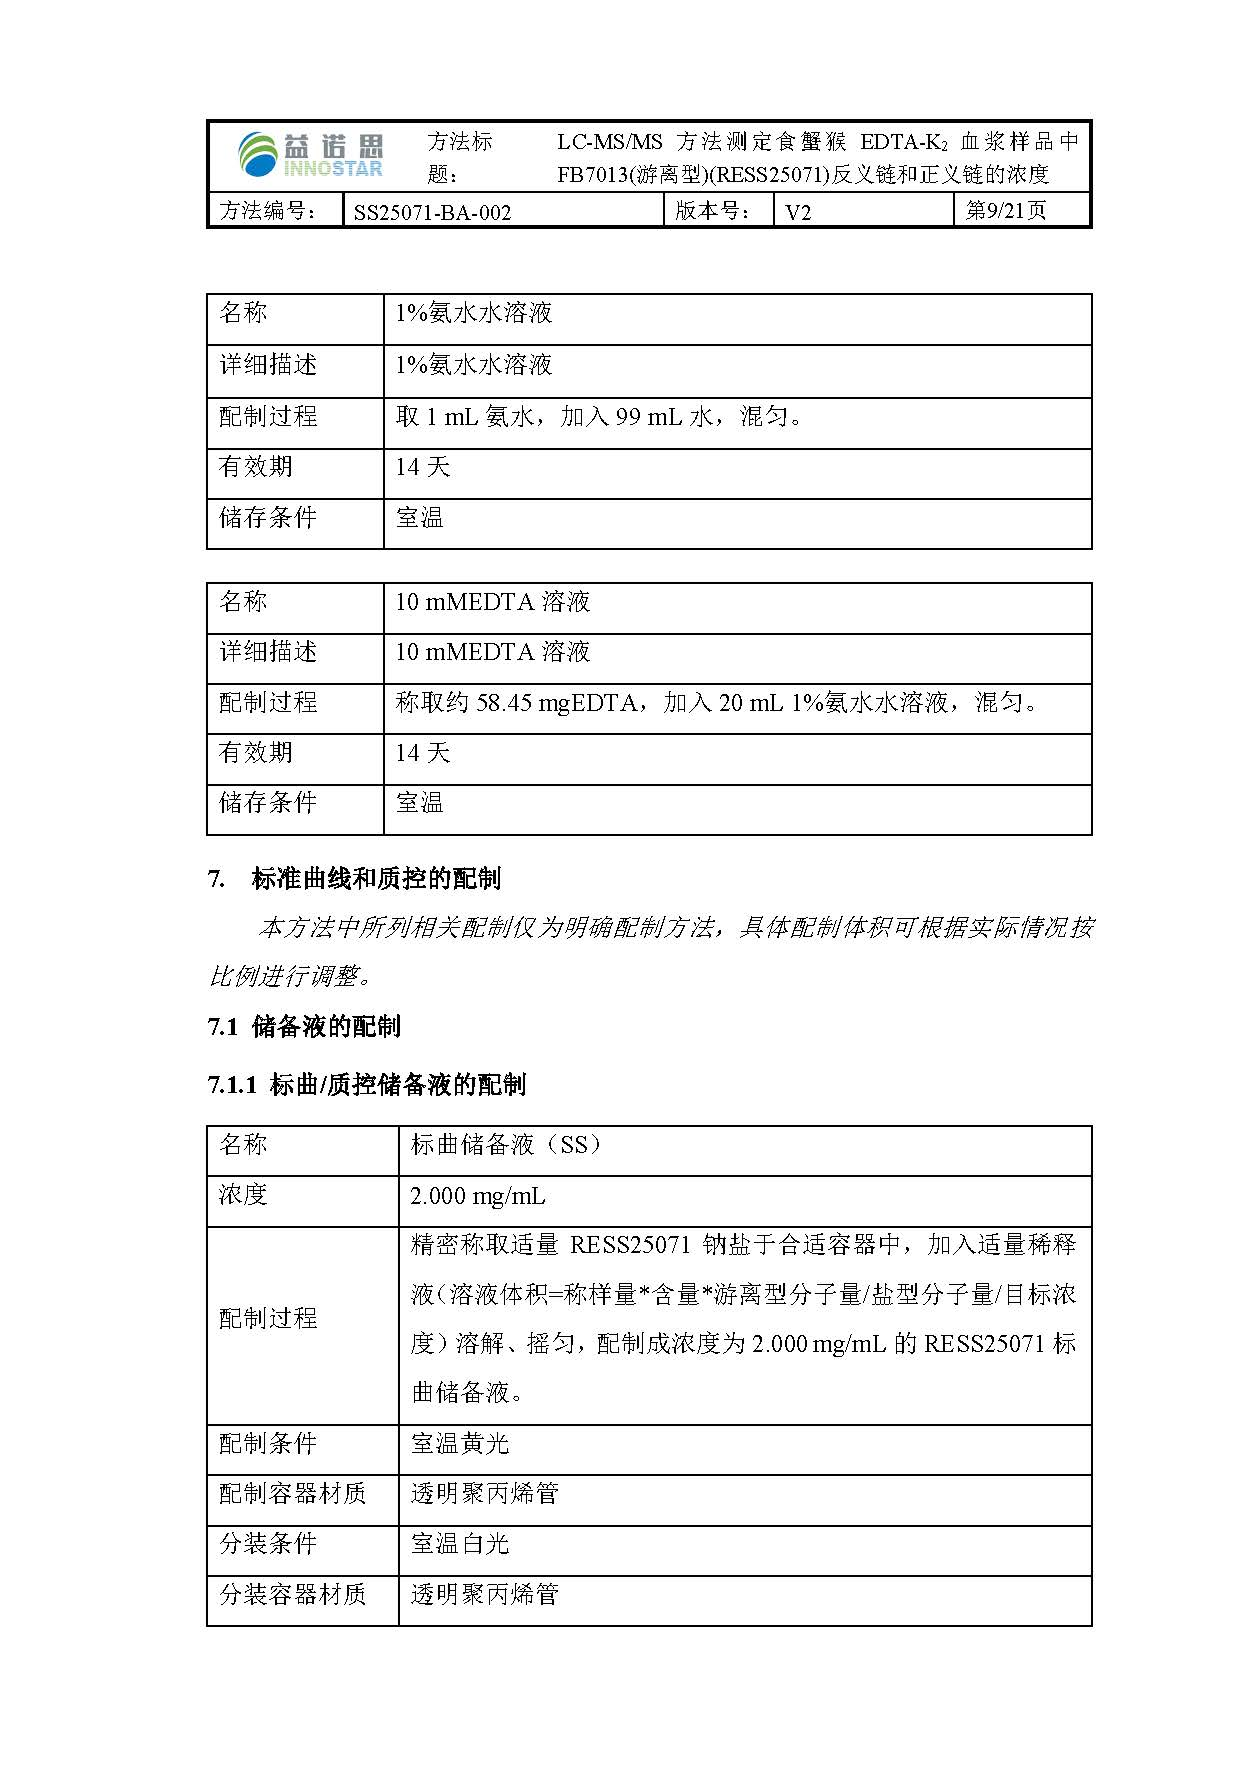 益诺思
INNOSTAR
方法标题：
LC-MS/MS 方法测定食蟹猴 EDTA-K₂ 血浆样品中
FB7013(游离型)(RESS25071)反义链和正义链的浓度
方法编号： SS25071-BA-002 版本号： V2 第9/21页
名称 1%氨水水溶液
详细描述 1%氨水水溶液
配制过程 取 1 mL 氨水，加入 99 mL 水，混匀。
有效期 14 天
储存条件 室温
名称 10 mMEDTA 溶液
详细描述 10 mMEDTA 溶液
配制过程 称取约 58.45 mgEDTA，加入 20 mL 1%氨水水溶液，混匀。
有效期 14 天
储存条件 室温
7. 标准曲线和质控的配制
本方法中所列相关配制仅为明确配制方法，具体配制体积可根据实际情况按
比例进行调整。
7.1 储备液的配制
7.1.1 标曲/质控储备液的配制
名称 标曲储备液（SS）
浓度 2.000 mg/mL
配制过程
精密称取适量 RESS25071 钠盐于合适容器中，加入适量稀释
液（溶液体积=称样量*含量*游离型分子量/盐型分子量/目标浓
度）溶解、摇匀，配制成浓度为 2.000 mg/mL 的 RESS25071 标
曲储备液。
配制条件 室温黄光
配制容器材质 透明聚丙烯管
分装条件 室温白光
分装容器材质 透明聚丙烯管